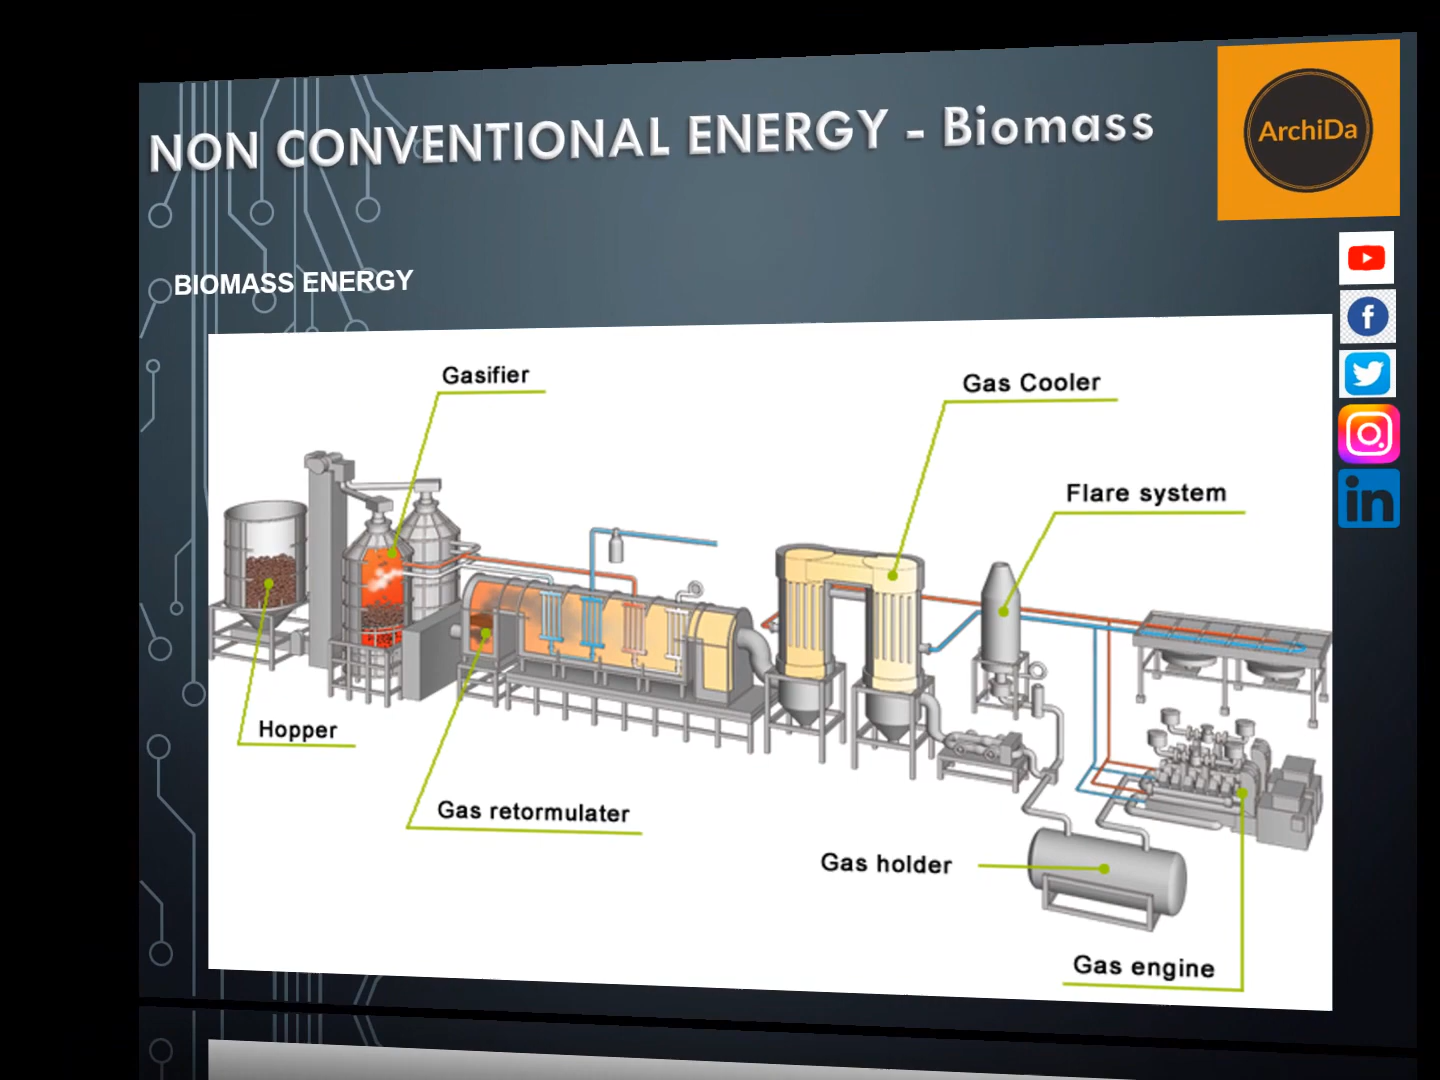 NON CONVENTIONAL ENERGY - Biomass
ArchiDa
BIOMASS ENERGY
Gasifier
Gas Cooler
Flare system
Hopper
Gas retormulater
Gas holder
Gas engine